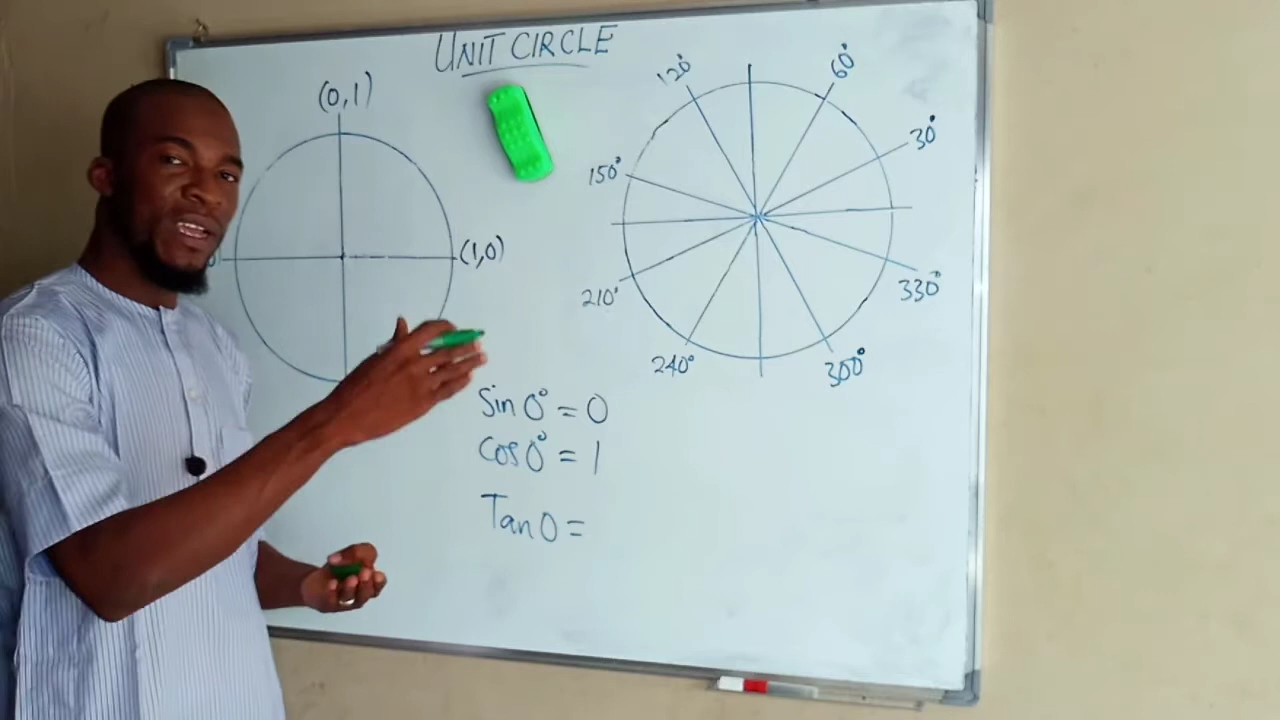 UNIT CIRCLE
(0,1)
(1,0)
120°
60°
30°
150°
210°
330°
240°
300°
Sin 0° = 0
cos 0° = 1
Tan 0 =